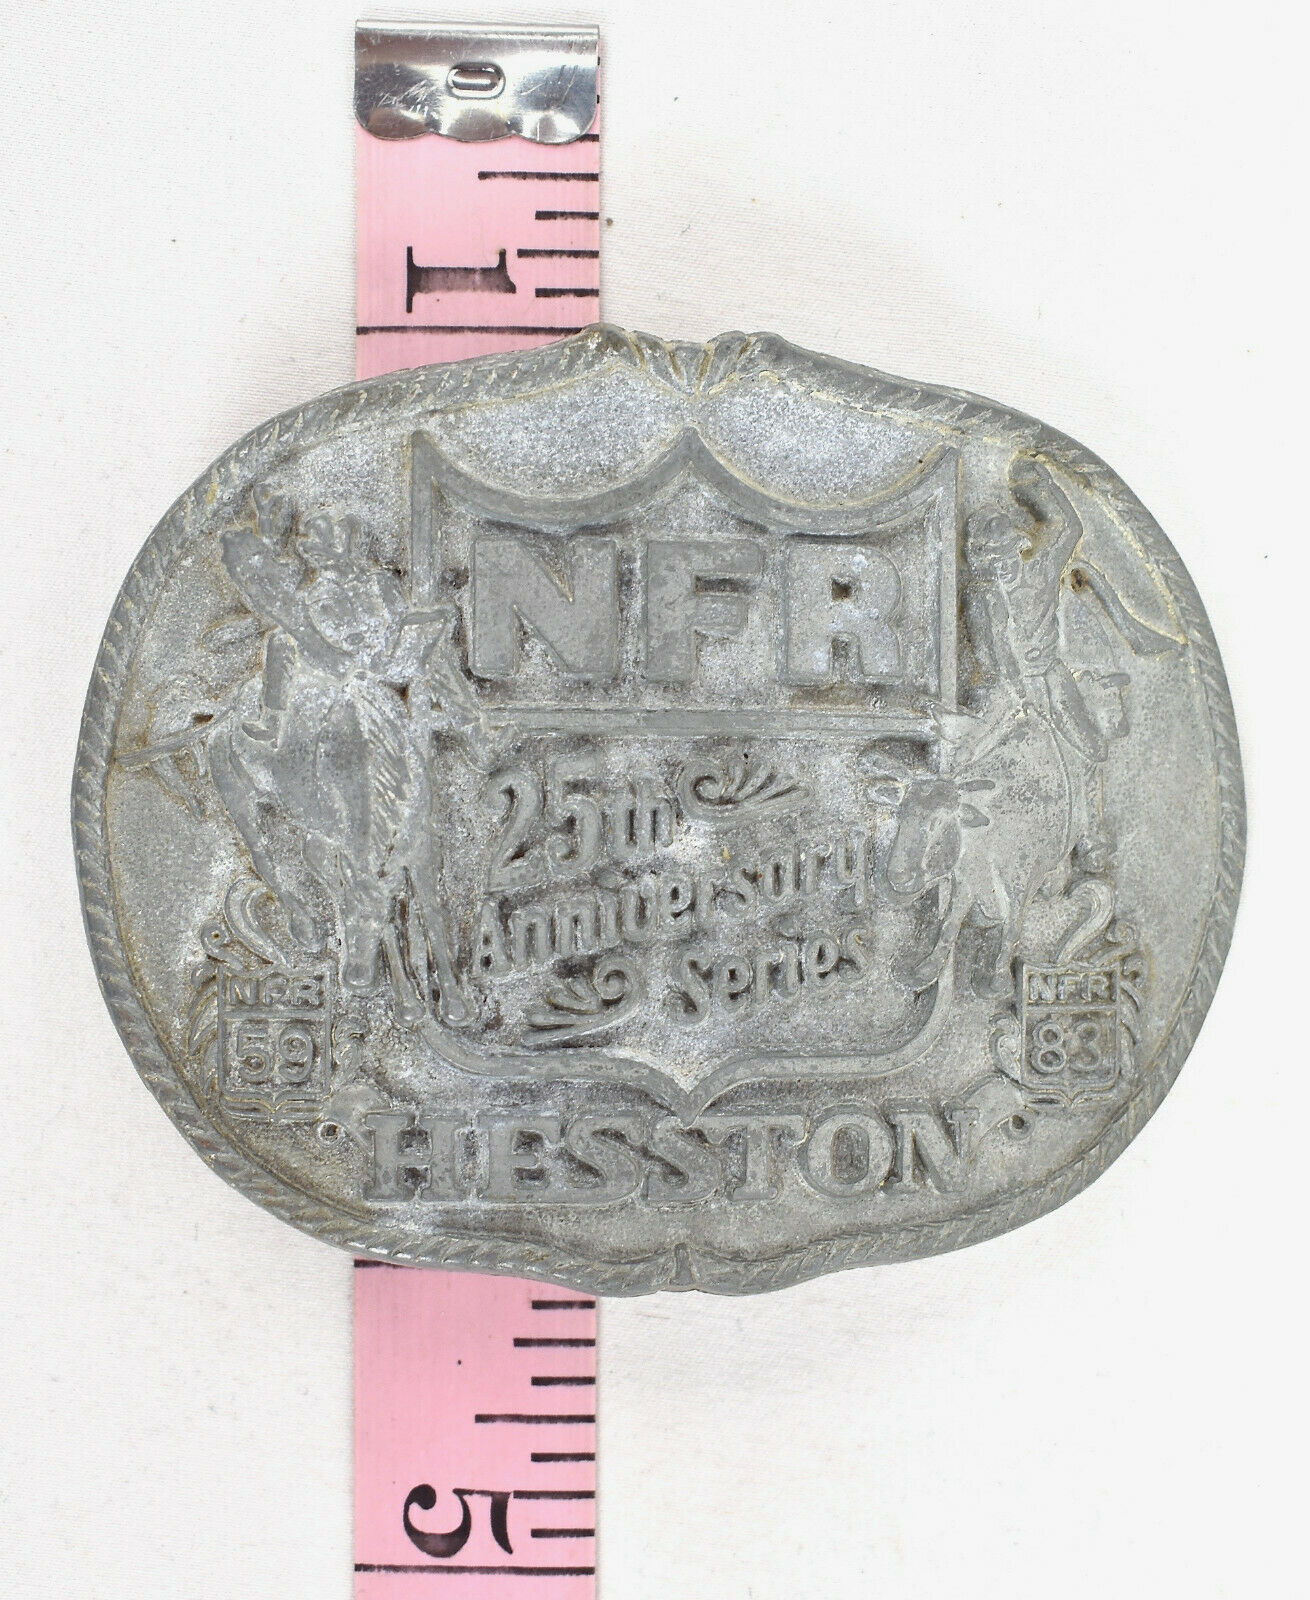 1
NFR
25th
Anniversary
Series
NFR
59
NFR
83
HESSTON
5